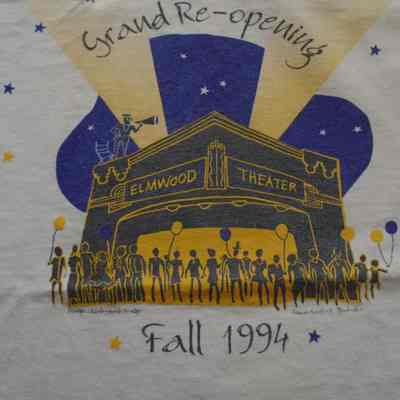 Grand Re-opening
ELMWOOD THEATER
Fall 1994